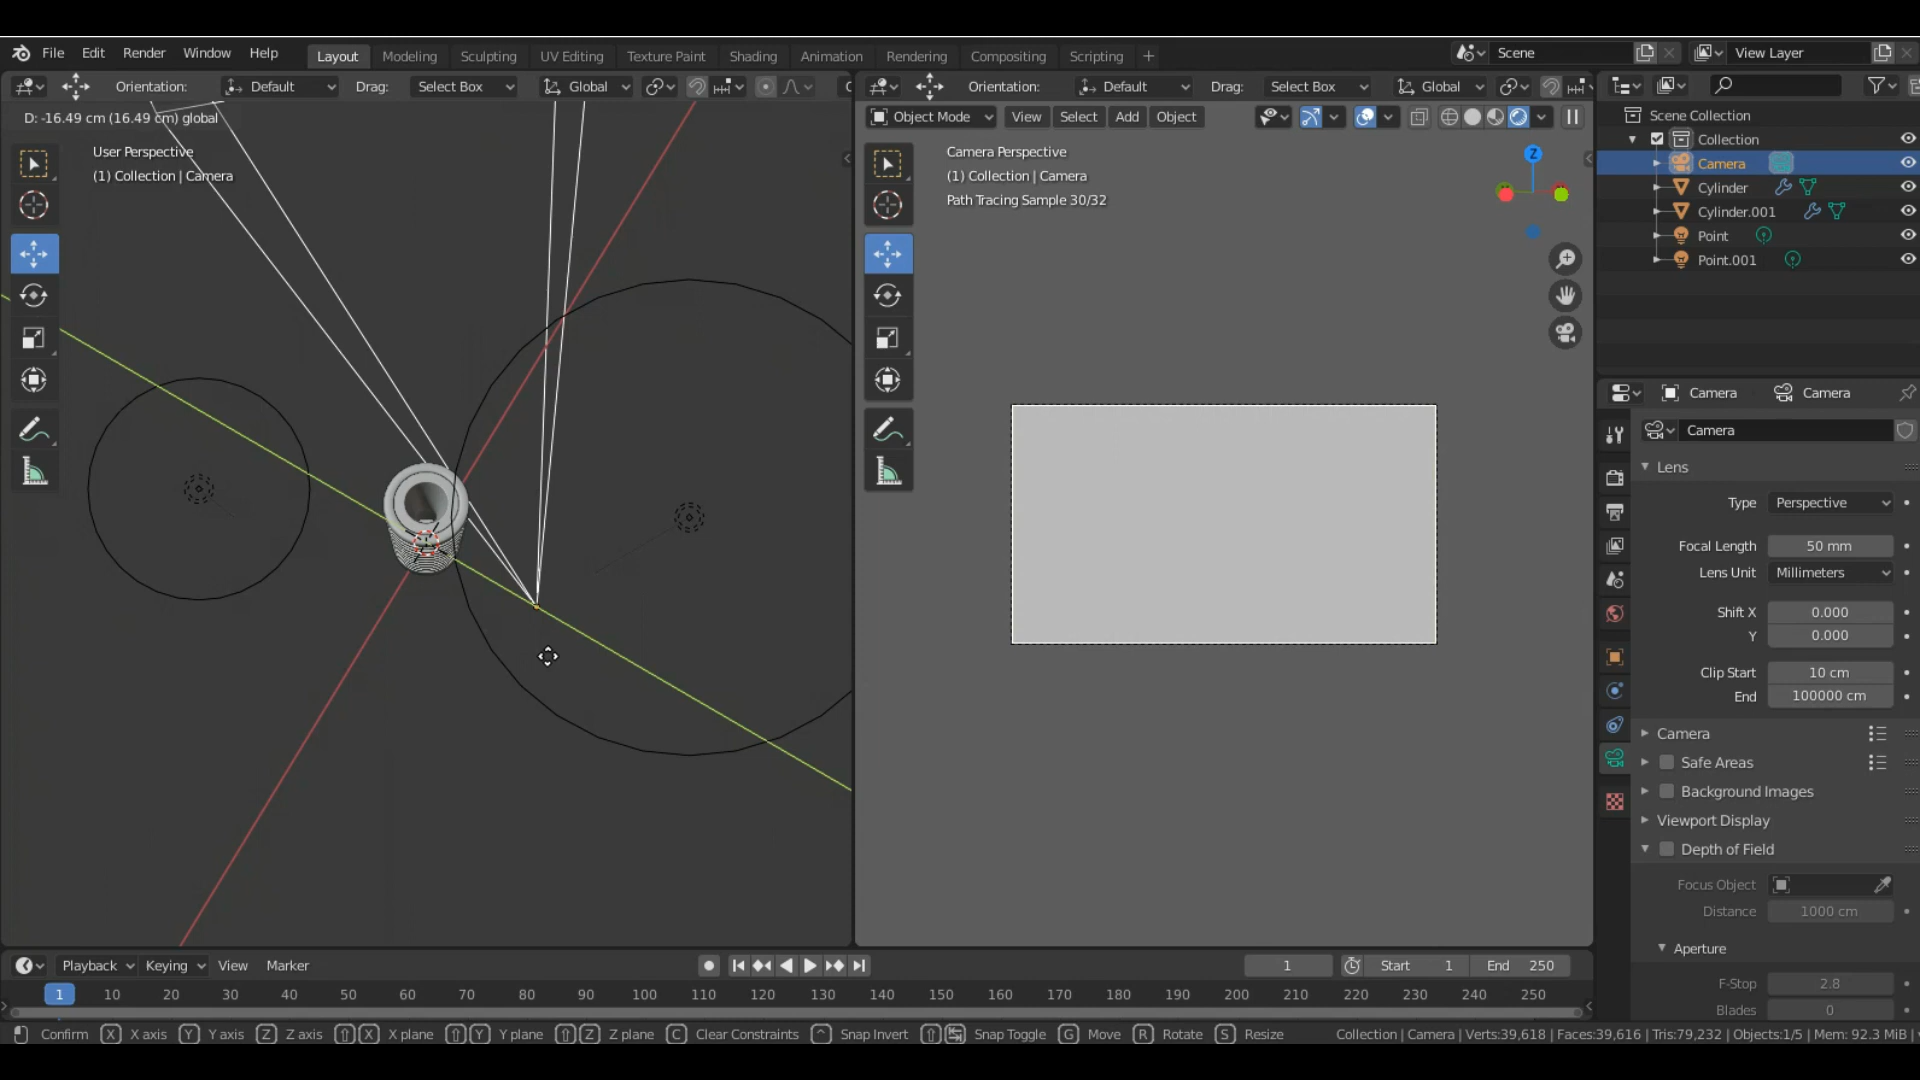 File Edit Render Window Help Layout Modeling Sculpting UV Editing Texture Paint Shading Animation Rendering Compositing Scripting + Scene View Layer
Orientation: Default Drag: Select Box Global
D: -16.49 cm (16.49 cm) global
User Perspective
(1) Collection | Camera
Orientation: Default Drag: Select Box Global
Object Mode View Select Add Object
Camera Perspective
(1) Collection | Camera
Path Tracing Sample 30/32
Z
Scene Collection
Collection
Camera
Cylinder
Cylinder.001
Point
Point.001
Camera Camera
Camera
Lens
Type Perspective
Focal Length 50 mm
Lens Unit Millimeters
Shift X 0.000
Y 0.000
Clip Start 10 cm
End 100000 cm
Camera
Safe Areas
Background Images
Viewport Display
Depth of Field
Focus Object
Distance 1000 cm
Aperture
F-Stop 2.8
Blades 0
Playback Keying View Marker 1 Start 1 End 250
1 10 20 30 40 50 60 70 80 90 100 110 120 130 140 150 160 170 180 190 200 210 220 230 240 250
Confirm X X axis Y Y axis Z Z axis X X plane Y Y plane Z Z plane C Clear Constraints Snap Invert Snap Toggle G Move R Rotate S Resize Collection | Camera | Verts:39,618 | Faces:39,616 | Tris:79,232 | Objects:1/5 | Mem: 92.3 MiB |